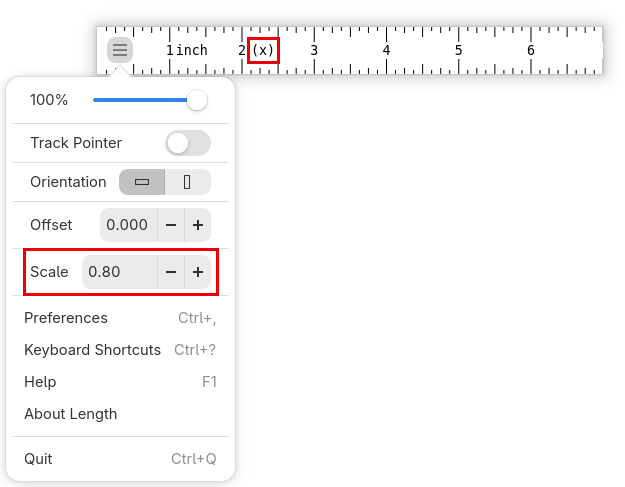 1 inch 2 (x) 3 4 5 6
100%
Track Pointer
Orientation
Offset 0.000 − +
Scale 0.80 − +
Preferences Ctrl+,
Keyboard Shortcuts Ctrl+?
Help F1
About Length
Quit Ctrl+Q